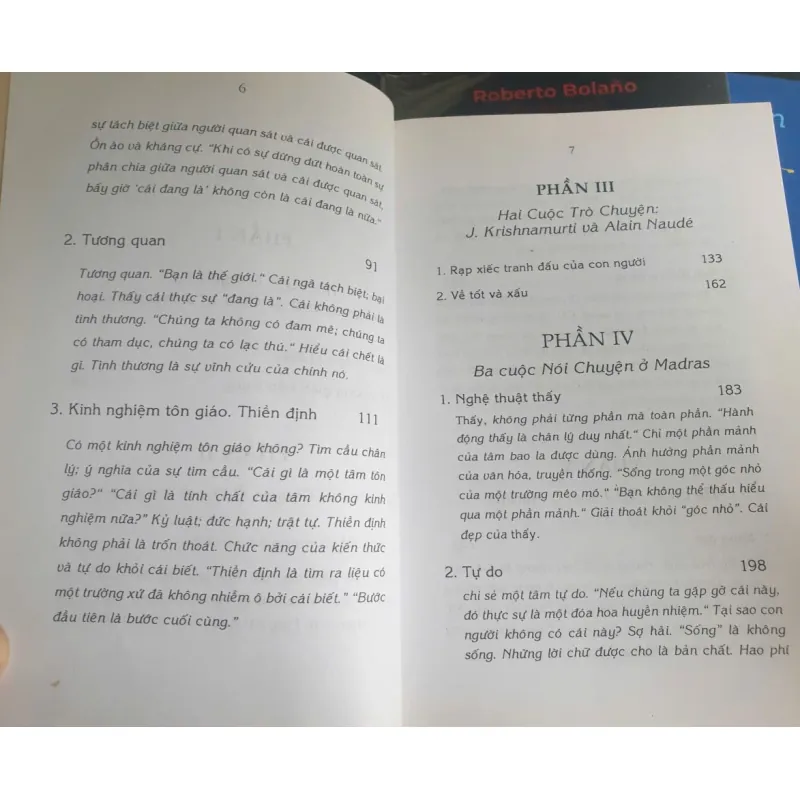 Roberto Bolaño
6
sự tách biệt giữa người quan sát và cái được quan sát.
Ồn ào và kháng cự. "Khi có sự dừng dứt hoàn toàn sự
phân chia giữa người quan sát và cái được quan sát,
bấy giờ 'cái đang là' không còn là cái đang là nữa."
2. Tương quan 91
Tương quan. "Bạn là thế giới." Cái ngã tách biệt; bại
hoại. Thấy cái thực sự "đang là". Cái không phải là
tình thương. "Chúng ta không có đam mê; chúng ta
có tham dục, chúng ta có lạc thú." Hiểu cái chết là
gì. Tình thương là sự vĩnh cửu của chính nó.
3. Kinh nghiệm tôn giáo. Thiền định 111
Có một kinh nghiệm tôn giáo không? Tìm cầu chân
lý; ý nghĩa của sự tìm cầu. "Cái gì là một tâm tôn
giáo?" "Cái gì là tính chất của tâm không kinh
nghiệm nữa?" Kỷ luật; đức hạnh; trật tự. Thiền định
không phải là trốn thoát. Chức năng của kiến thức
và tự do khỏi cái biết. "Thiền định là tìm ra liệu có
một trường xứ đã không nhiễm ô bởi cái biết." "Bước
đầu tiên là bước cuối cùng."
7
PHẦN III
Hai Cuộc Trò Chuyện:
J. Krishnamurti và Alain Naudé
1. Rạp xiếc tranh đấu của con người 133
2. Về tốt và xấu 162
PHẦN IV
Ba cuộc Nói Chuyện ở Madras
1. Nghệ thuật thấy 183
Thấy, không phải từng phần mà toàn phần. "Hành
động thấy là chân lý duy nhất." Chỉ một phần mảnh
của tâm bao la được dùng. Ảnh hưởng phần mảnh
của văn hóa, truyền thống. "Sống trong một góc nhỏ
của một trường méo mó." "Bạn không thể thấu hiểu
qua một phần mảnh." Giải thoát khỏi "góc nhỏ". Cái
đẹp của thấy.
2. Tự do 198
chi sẻ một tâm tự do. "Nếu chúng ta gặp gỡ cái này,
đó thực sự là một đóa hoa huyền nhiệm." Tại sao con
người không có cái này? Sợ hãi. "Sống" là không
sống. Những lời chữ được cho là bản chất. Hao phí